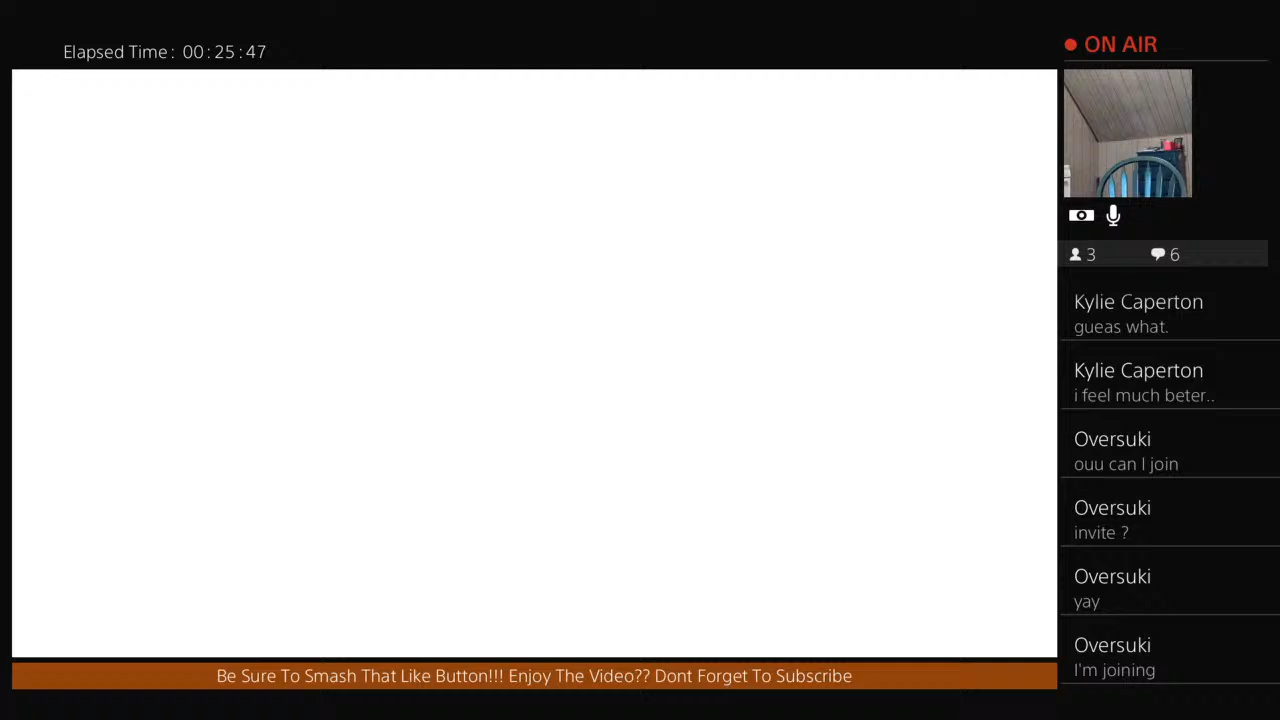 Elapsed Time: 00:25:47
ON AIR
3
6
Kylie Caperton
gueas what.
Kylie Caperton
i feel much beter..
Oversuki
ouu can I join
Oversuki
invite ?
Oversuki
yay
Oversuki
I'm joining
Be Sure To Smash That Like Button!!! Enjoy The Video?? Dont Forget To Subscribe